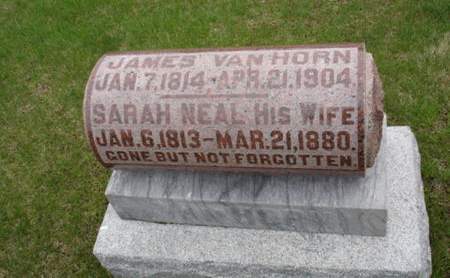 JAMES VAN HORN
JAN. 7, 1814 - APR. 21, 1904.
SARAH NEAL HIS WIFE
JAN. 6, 1813 - MAR. 21, 1880.
GONE BUT NOT FORGOTTEN.